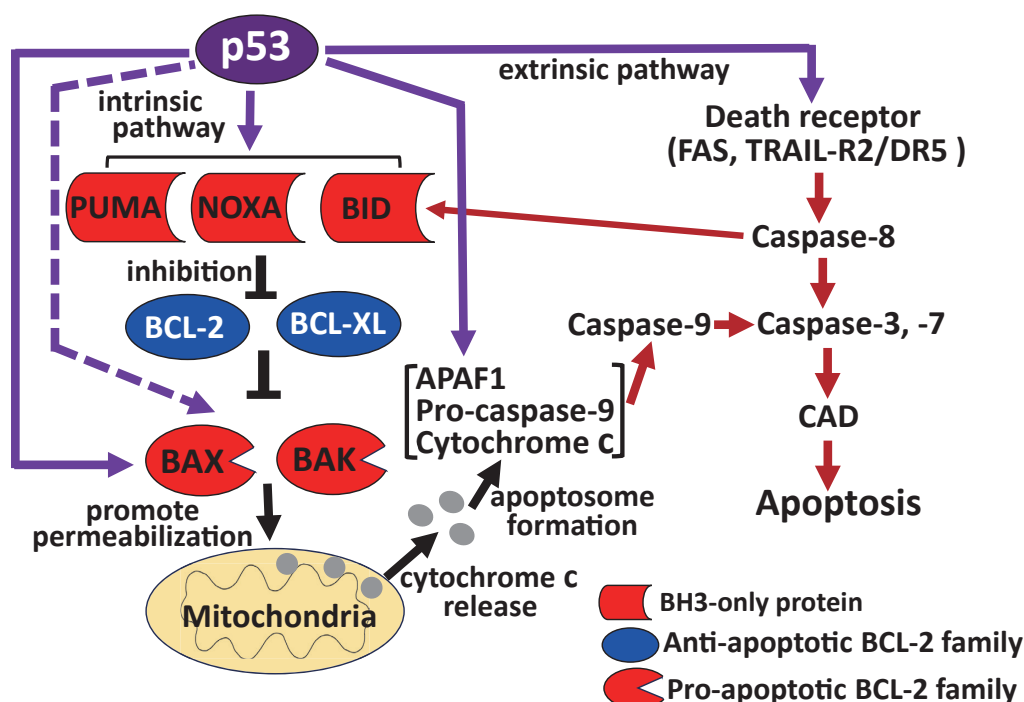 p53
extrinsic pathway
intrinsic
pathway
Death receptor
(FAS, TRAIL-R2/DR5 )
PUMA
NOXA
BID
Caspase-8
inhibition
BCL-2
BCL-XL
Caspase-9
Caspase-3, -7
APAF1
Pro-caspase-9
Cytochrome c
CAD
BAX
BAK
Apoptosis
promote
permeabilization
apoptosome
formation
cytochrome c
release
Mitochondria
BH3-only protein
Anti-apoptotic BCL-2 family
Pro-apoptotic BCL-2 family